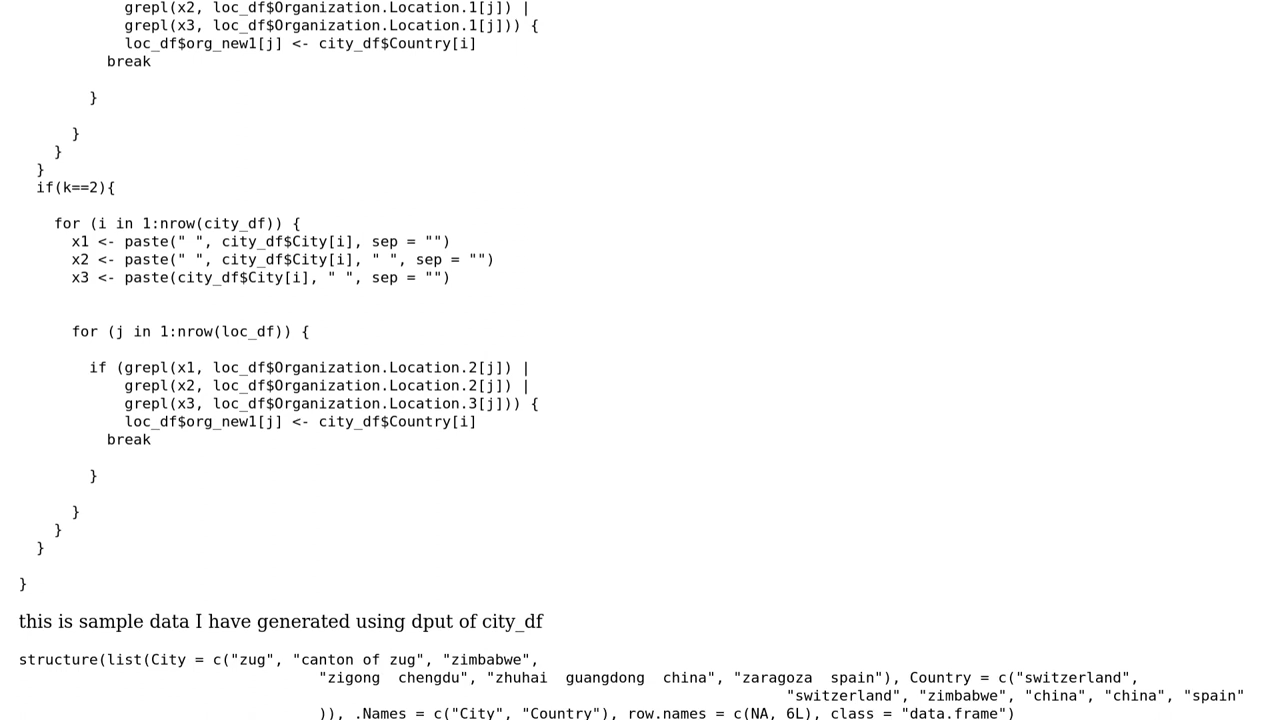 grepl(x2, loc_df$Organization.Location.1[j]) |
grepl(x3, loc_df$Organization.Location.1[j])) {
loc_df$org_new1[j] <- city_df$Country[i]
break
}
}
}
}
if(k==2){
for (i in 1:nrow(city_df)) {
x1 <- paste(" ", city_df$City[i], sep = "")
x2 <- paste(" ", city_df$City[i], " ", sep = "")
x3 <- paste(city_df$City[i], " ", sep = "")
for (j in 1:nrow(loc_df)) {
if (grepl(x1, loc_df$Organization.Location.2[j]) |
grepl(x2, loc_df$Organization.Location.2[j]) |
grepl(x3, loc_df$Organization.Location.3[j])) {
loc_df$org_new1[j] <- city_df$Country[i]
break
}
}
}
}
}
this is sample data I have generated using dput of city_df
structure(list(City = c("zug", "canton of zug", "zimbabwe",
"zigong  chengdu", "zhuhai  guangdong  china", "zaragoza  spain"), Country = c("switzerland",
"switzerland", "zimbabwe", "china", "china", "spain"
)), .Names = c("City", "Country"), row.names = c(NA, 6L), class = "data.frame")